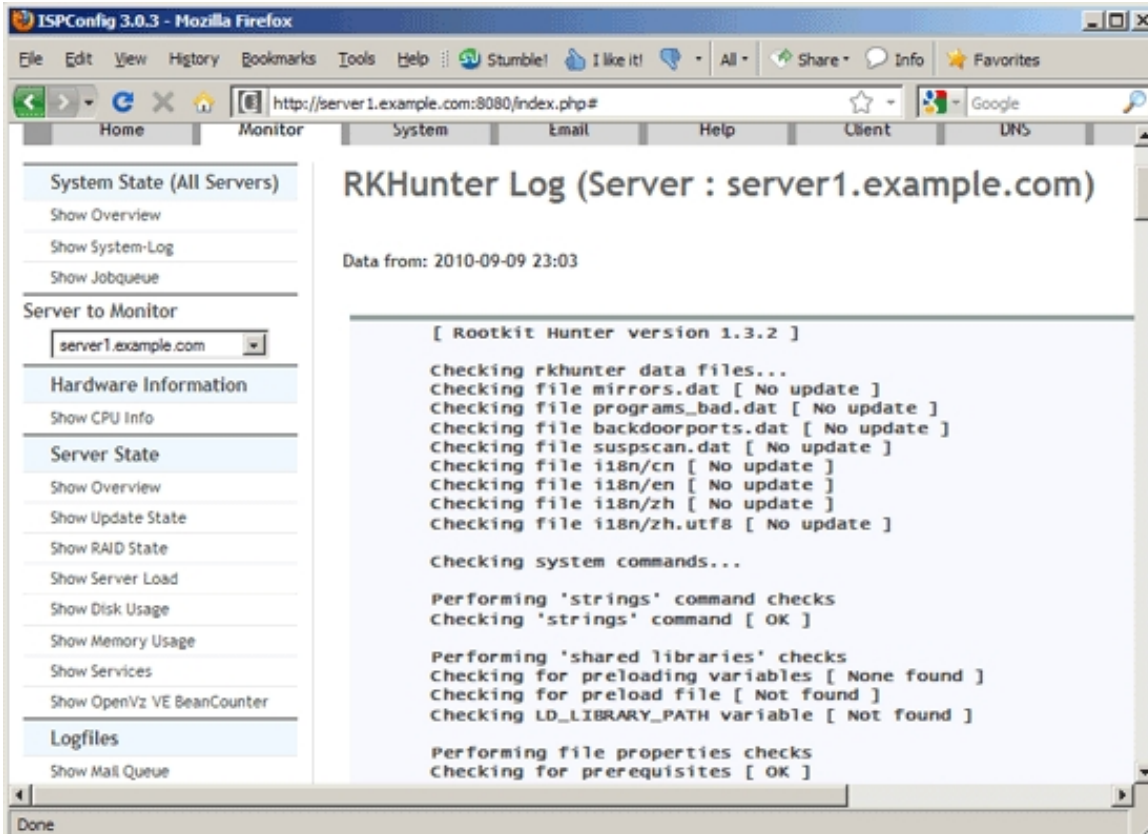 ISPConfig 3.0.3 - Mozilla Firefox
File Edit View History Bookmarks Tools Help Stumble! I like it! All Share Info Favorites
http://server1.example.com:8080/index.php# Google
Home Monitor System Email Help Client DNS
System State (All Servers)
Show Overview
Show System-Log
Show Jobqueue
Server to Monitor
server1.example.com
Hardware Information
Show CPU Info
Server State
Show Overview
Show Update State
Show RAID State
Show Server Load
Show Disk Usage
Show Memory Usage
Show Services
Show OpenVz VE BeanCounter
Logfiles
Show Mail Queue
RKHunter Log (Server : server1.example.com)
Data from: 2010-09-09 23:03
[ Rootkit Hunter version 1.3.2 ]
Checking rkhunter data files...
Checking file mirrors.dat [ No update ]
Checking file programs_bad.dat [ No update ]
Checking file backdoorports.dat [ No update ]
Checking file suspscan.dat [ No update ]
Checking file i18n/cn [ No update ]
Checking file i18n/en [ No update ]
Checking file i18n/zh [ No update ]
Checking file i18n/zh.utf8 [ No update ]
Checking system commands...
Performing 'strings' command checks
Checking 'strings' command [ OK ]
Performing 'shared libraries' checks
Checking for preloading variables [ None found ]
Checking for preload file [ Not found ]
Checking LD_LIBRARY_PATH variable [ Not found ]
Performing file properties checks
Checking for prerequisites [ OK ]
Done